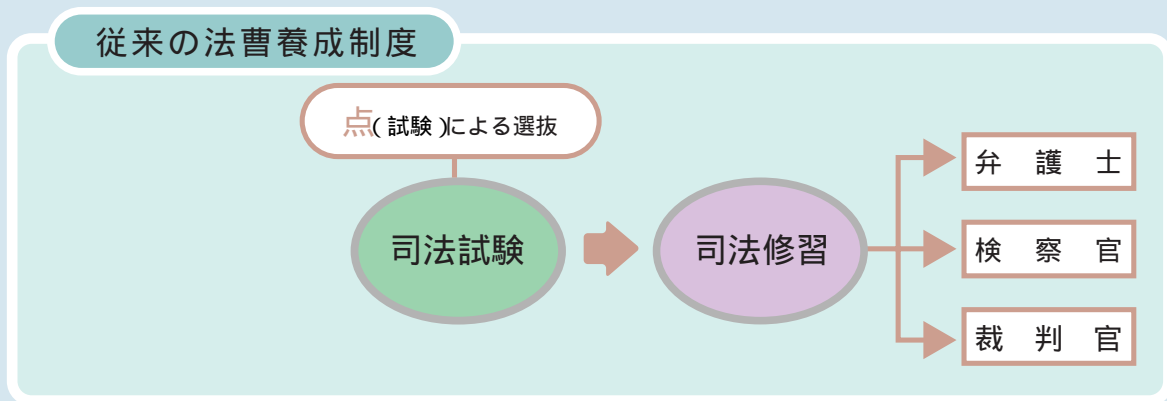 従来の法曹養成制度
点(試験)による選抜
司法試験
司法修習
弁護士
検察官
裁判官